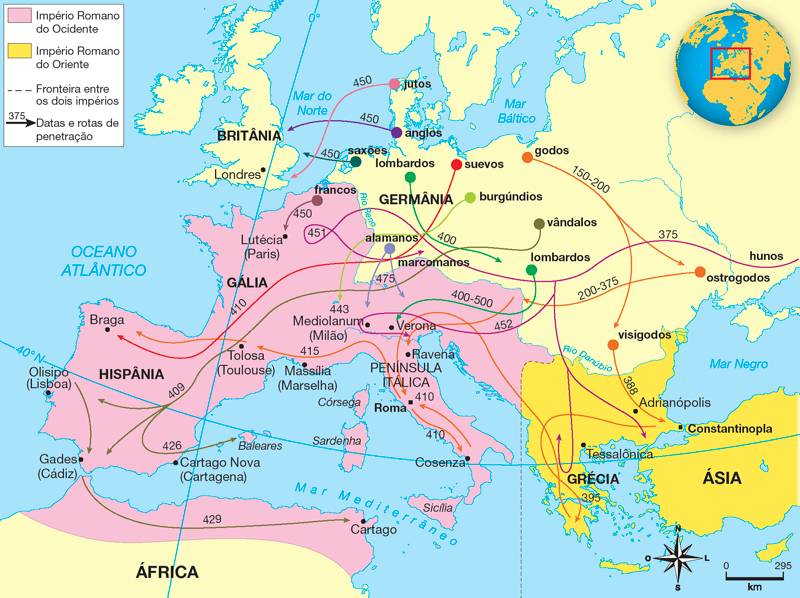 Império Romano
do Ocidente
Império Romano
do Oriente
Fronteira entre
os dois impérios
375
Datas e rotas de
penetração
450
jutos
Mar do
Norte
Mar
Báltico
450
anglos
BRITÂNIA
450
saxões
lombardos
suevos
godos
150-200
Londres
francos
Rio Reno
GERMÂNIA
burgúndios
450
451
Lutécia
(Paris)
alamanos
400
vândalos
375
hunos
OCEANO
ATLÂNTICO
marcomanos
lombardos
475
ostrogodos
GÁLIA
200-375
400-500
410
443
Mediolanum
(Milão)
Verona
452
Braga
visigodos
40°N
Tolosa
(Toulouse)
415
Ravena
Rio Danúbio
Mar Negro
HISPÂNIA
Massília
(Marselha)
PENÍNSULA
ITÁLICA
Olisipo
(Lisboa)
409
Córsega
410
388
Adrianópolis
Roma
410
Constantinopla
426
Baleares
Sardenha
Gades
(Cádiz)
Cartago Nova
(Cartagena)
Cosenza
Tessalônica
GRÉCIA
ÁSIA
Mar Mediterrâneo
395
Sicília
429
Cartago
N
O
L
S
0
295
km
ÁFRICA